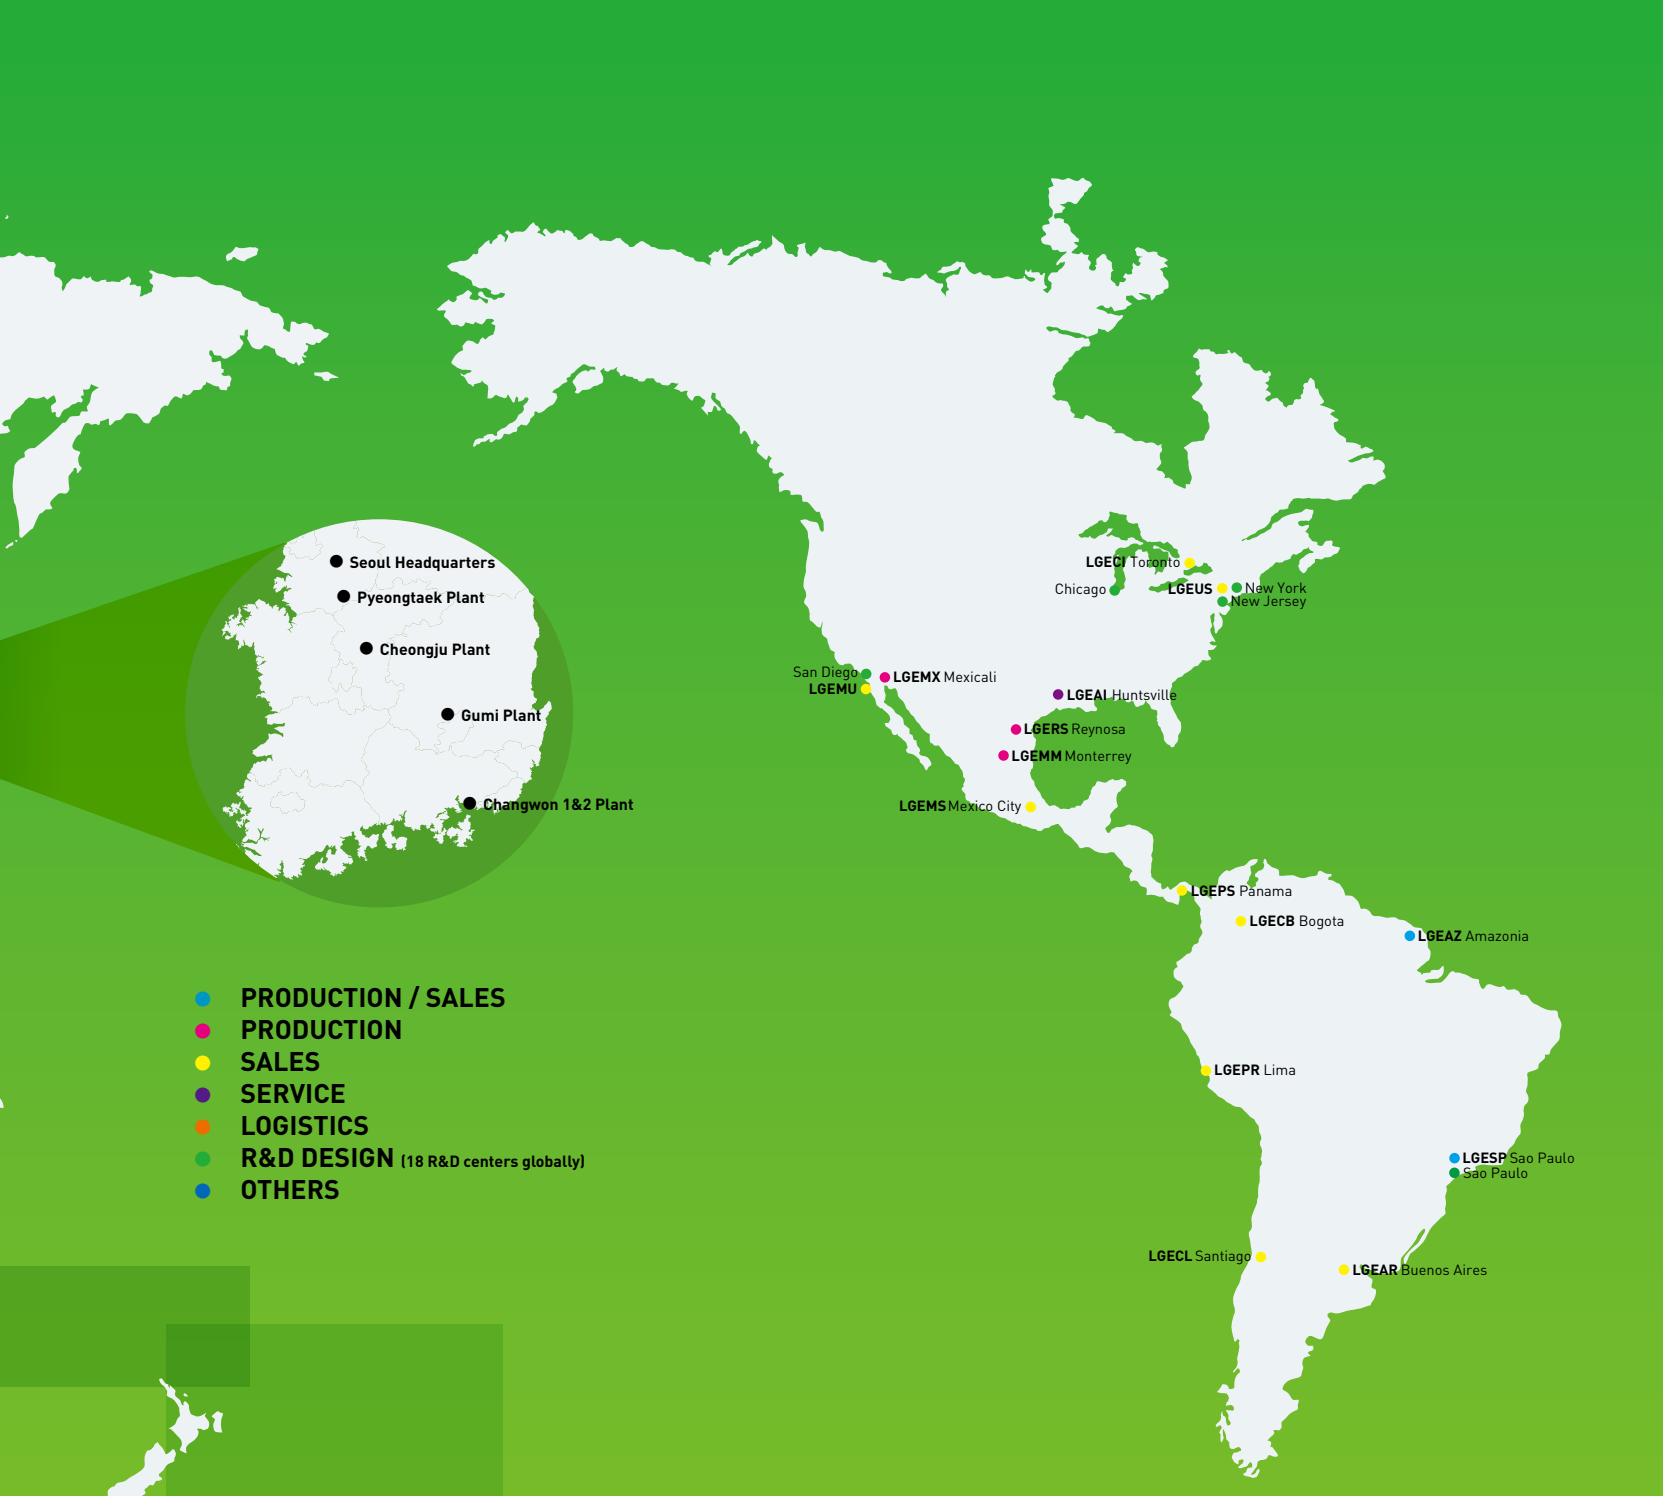 Seoul Headquarters
Pyeongtaek Plant
Cheongju Plant
Gumi Plant
Changwon 1&2 Plant
LGECI Toronto
Chicago
LGEUS
New York
New Jersey
San Diego
LGEMU
LGEMX Mexicali
LGEAI Huntsville
LGERS Reynosa
LGEMM Monterrey
LGEMS Mexico City
LGEPS Panama
LGECB Bogota
LGEAZ Amazonia
LGEPR Lima
LGESP Sao Paulo
Sao Paulo
LGECL Santiago
LGEAR Buenos Aires
PRODUCTION / SALES
PRODUCTION
SALES
SERVICE
LOGISTICS
R&D DESIGN (18 R&D centers globally)
OTHERS